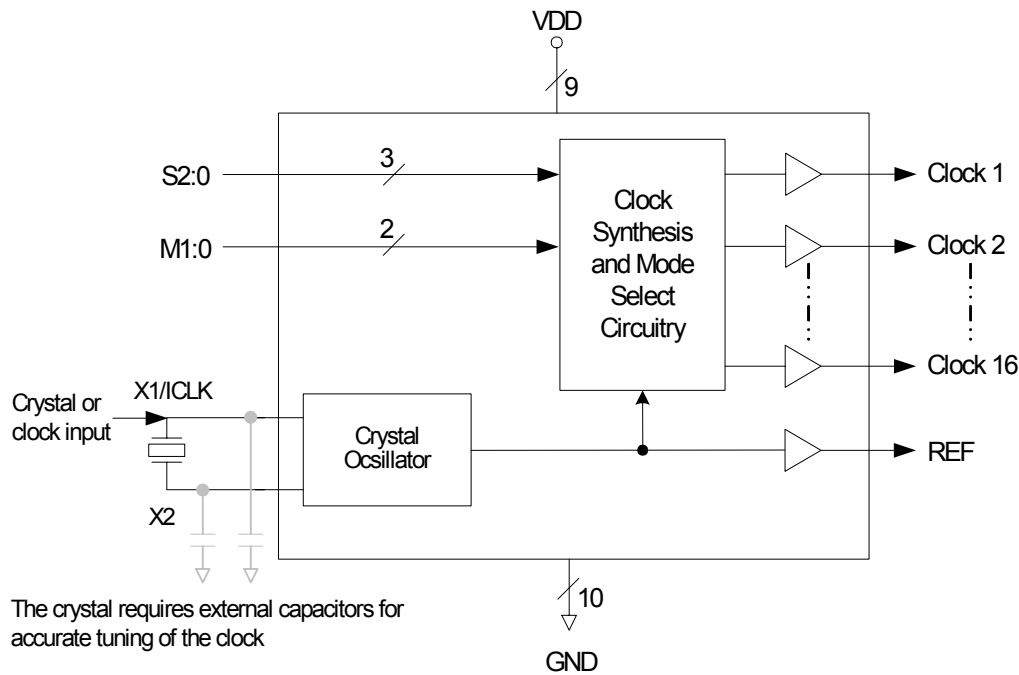 VDD
9
S2:0
3
M1:0
2
Clock
Synthesis
and Mode
Select
Circuitry
Clock 1
Clock 2
Clock 16
X1/ICLK
Crystal or
clock input
Crystal
Ocsillator
REF
X2
The crystal requires external capacitors for
accurate tuning of the clock
10
GND